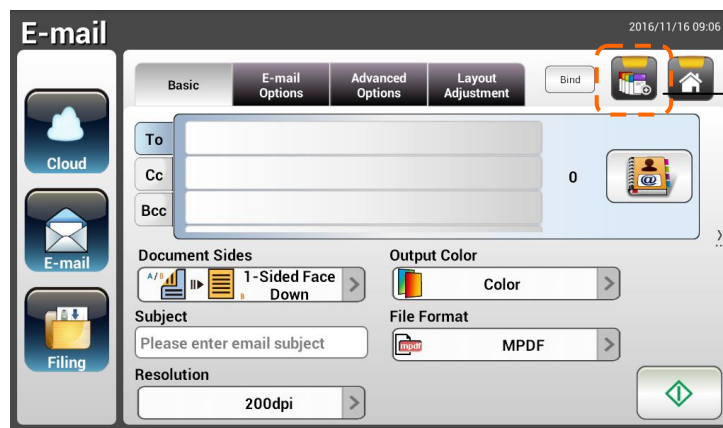 E-mail
2016/11/16 09:06
Basic
E-mail Options
Advanced Options
Layout Adjustment
Bind
Cloud
E-mail
Filing
To
Cc
Bcc
0
@
Document Sides
A/B
B
1-Sided Face Down
Output Color
Color
Subject
Please enter email subject
File Format
mpdf
MPDF
Resolution
200dpi